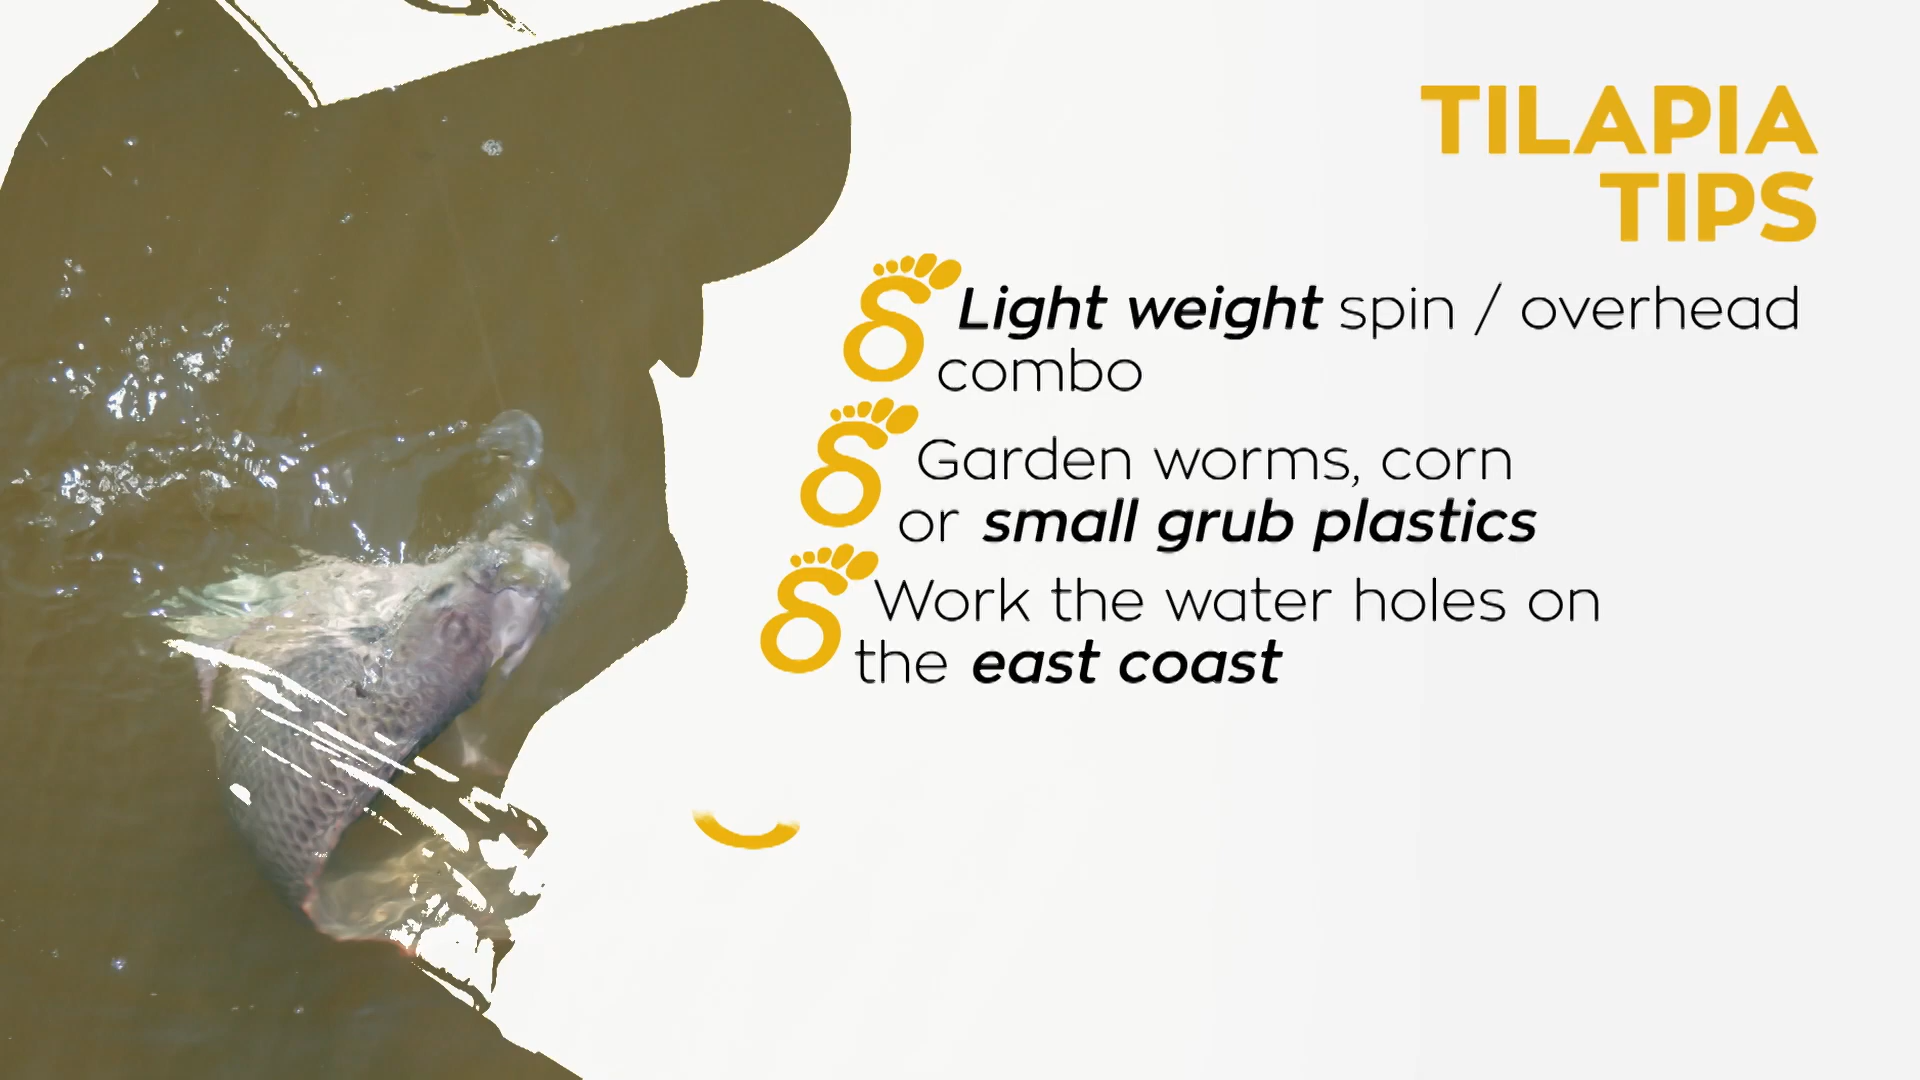 TILAPIA
TIPS
Light weight spin / overhead
combo
Garden worms, corn
or small grub plastics
Work the water holes on
the east coast